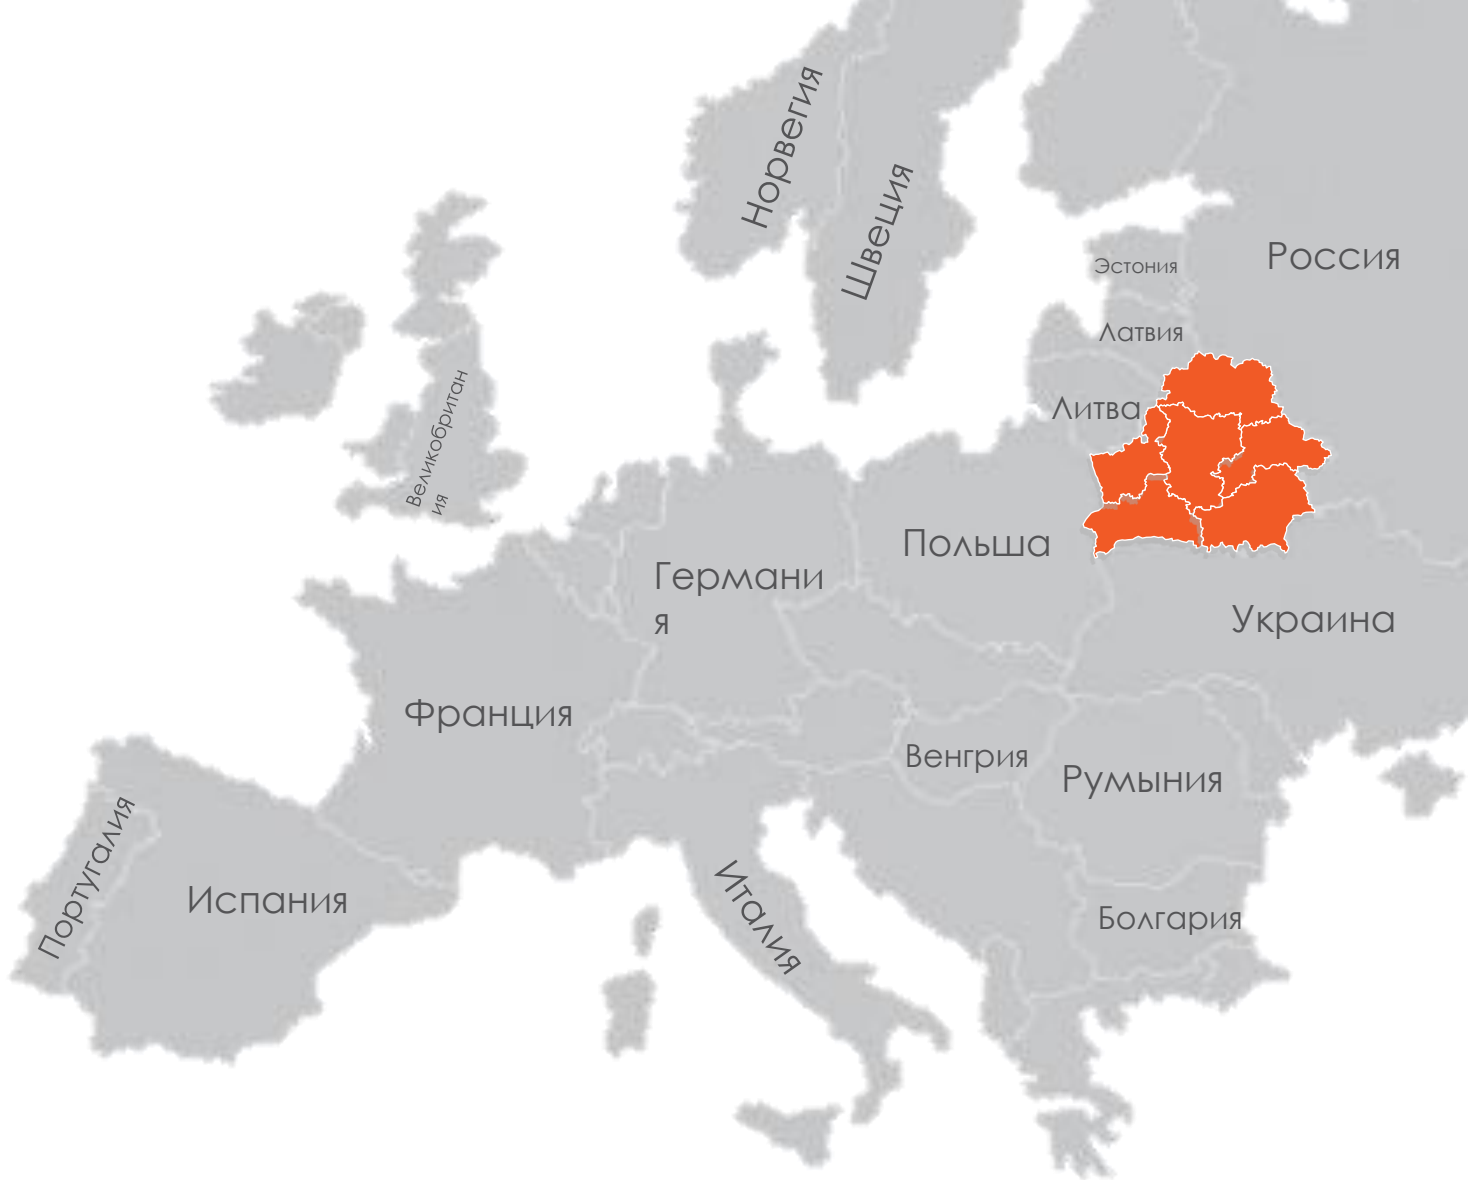 Норвегия
Швеция
Эстония
Россия
Латвия
Литва
Великобритан
ия
Польша
Германи
я
Украина
Франция
Венгрия
Румыния
Португалия
Испания
Италия
Болгария